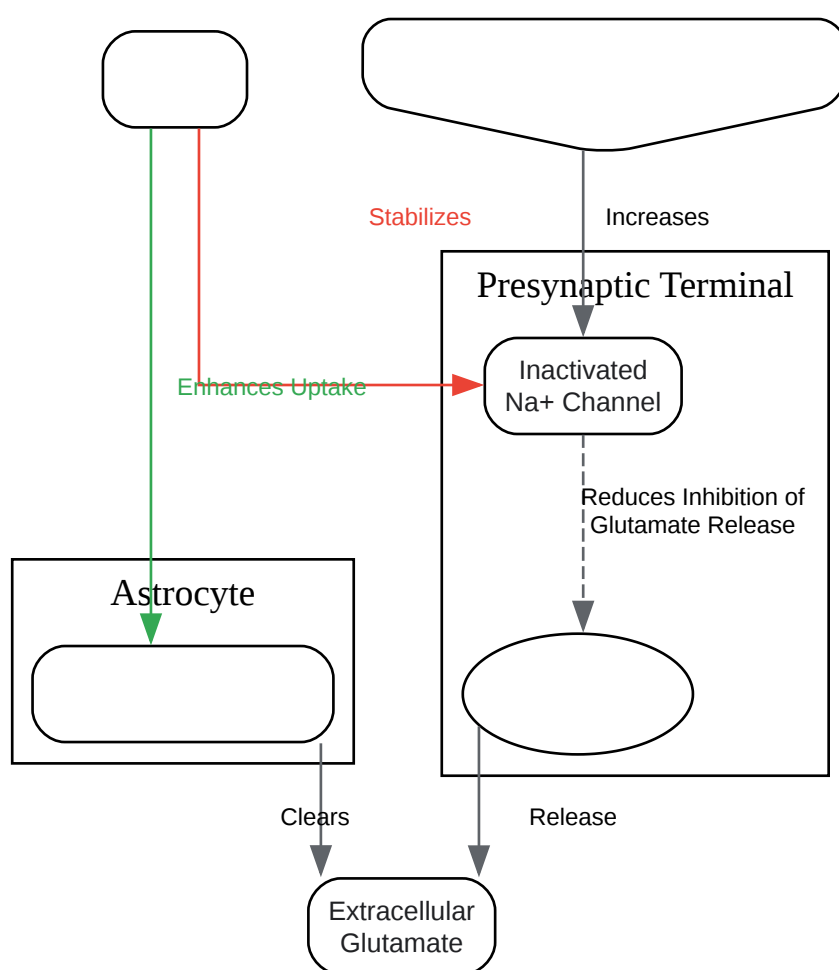 Stabilizes
Increases
Presynaptic Terminal
Inactivated
Na+ Channel
Enhances Uptake
Reduces Inhibition of
Glutamate Release
Astrocyte
Clears
Release
Extracellular
Glutamate